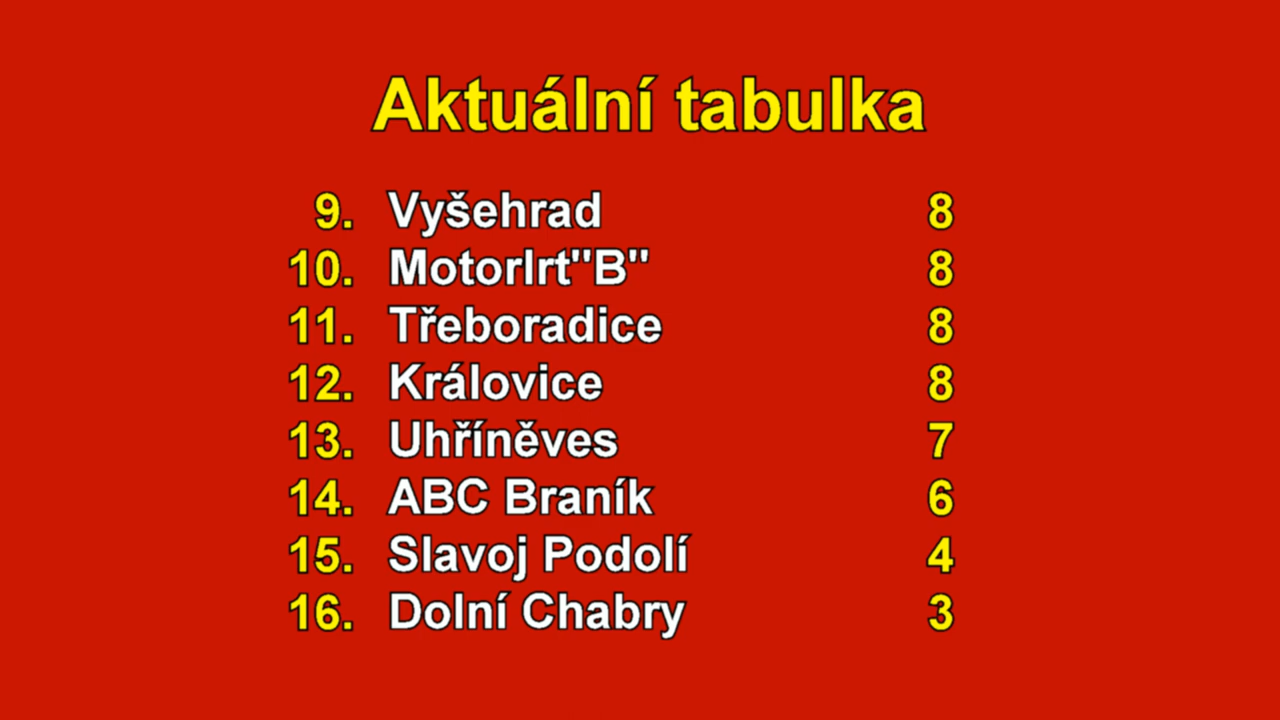 Aktuální tabulka
9. Vyšehrad 8
10. Motorlrt"B" 8
11. Třeboradice 8
12. Královice 8
13. Uhříněves 7
14. ABC Braník 6
15. Slavoj Podolí 4
16. Dolní Chabry 3